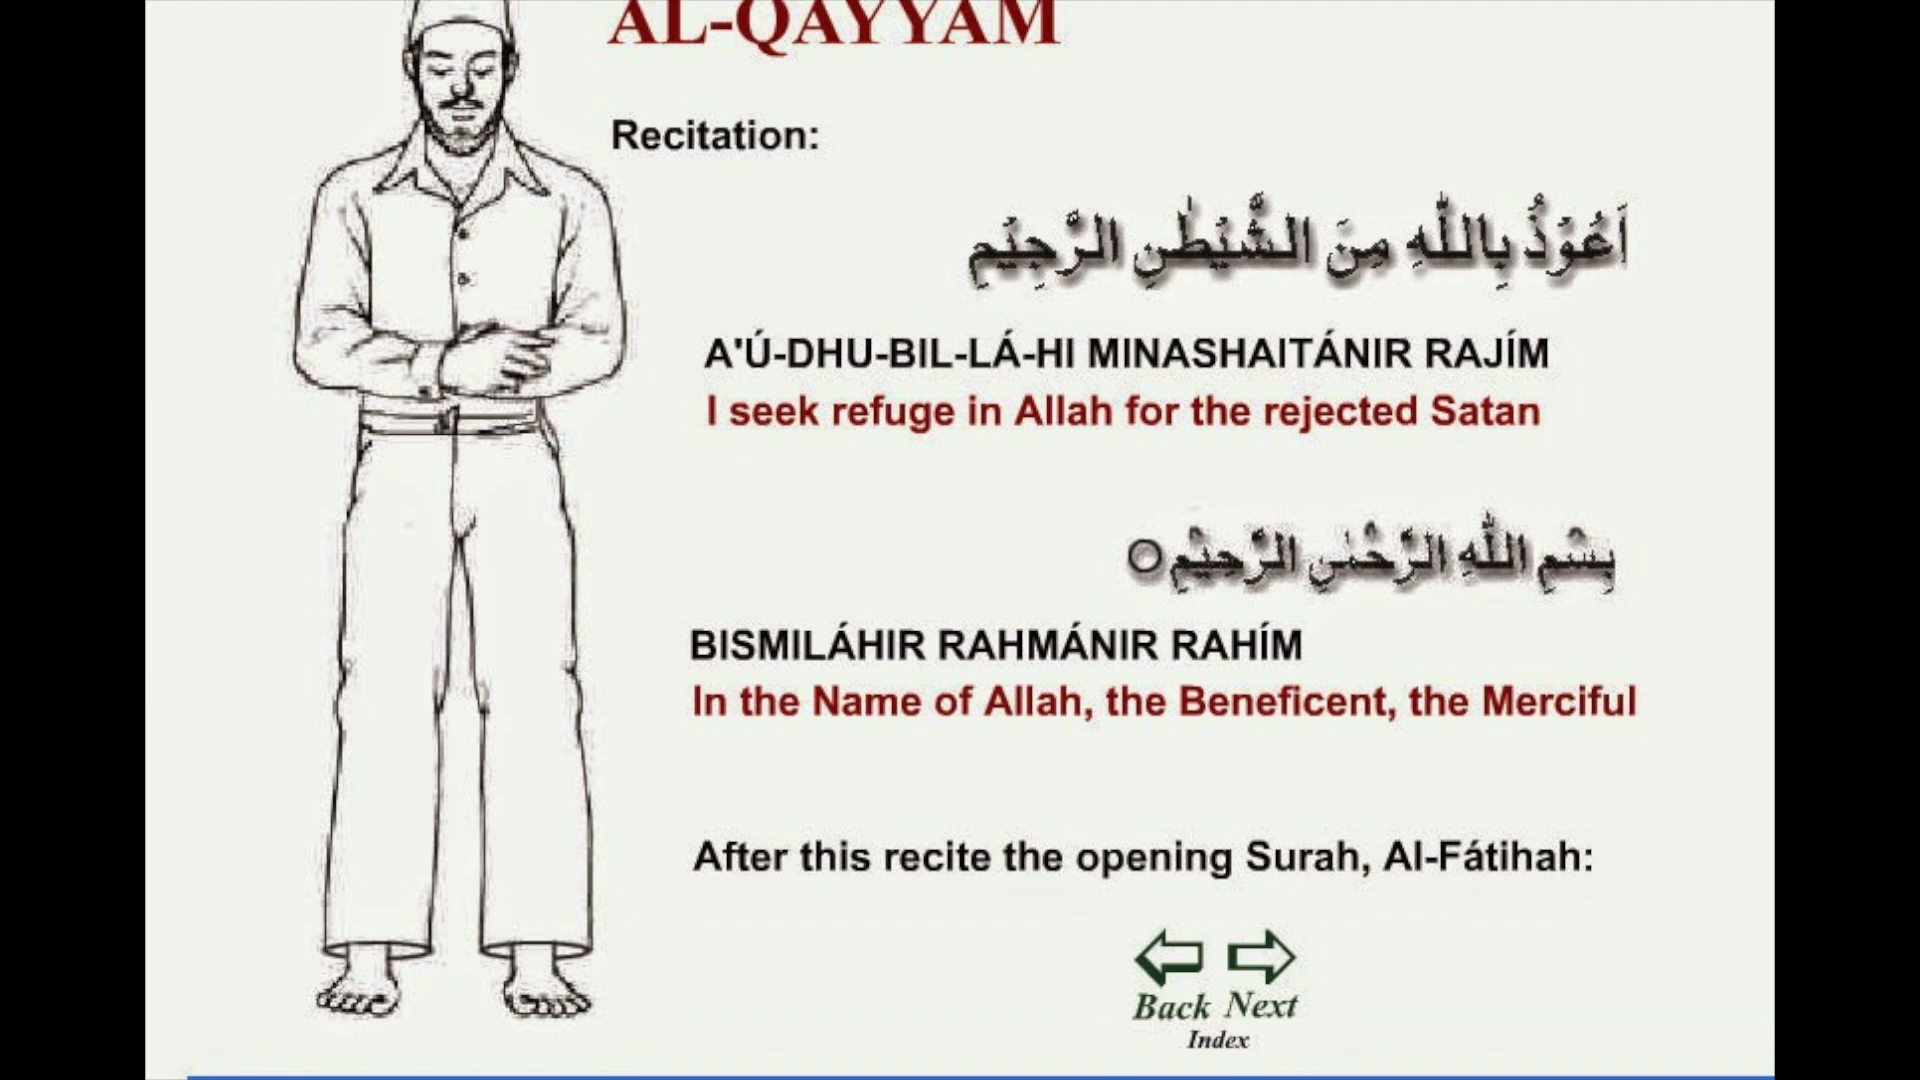 AL-QAYYAM
Recitation:
اَعُوْذُ بِاللّٰهِ مِنَ الشَّيْطٰنِ الرَّجِيْمِ
A'Ú-DHU-BIL-LÁ-HI MINASHAITÁNIR RAJÍM
I seek refuge in Allah for the rejected Satan
بِسْمِ اللّٰهِ الرَّحْمٰنِ الرَّحِيْمِ
BISMILÁHIR RAHMÁNIR RAHÍM
In the Name of Allah, the Beneficent, the Merciful
After this recite the opening Surah, Al-Fátihah:
Back Next
Index